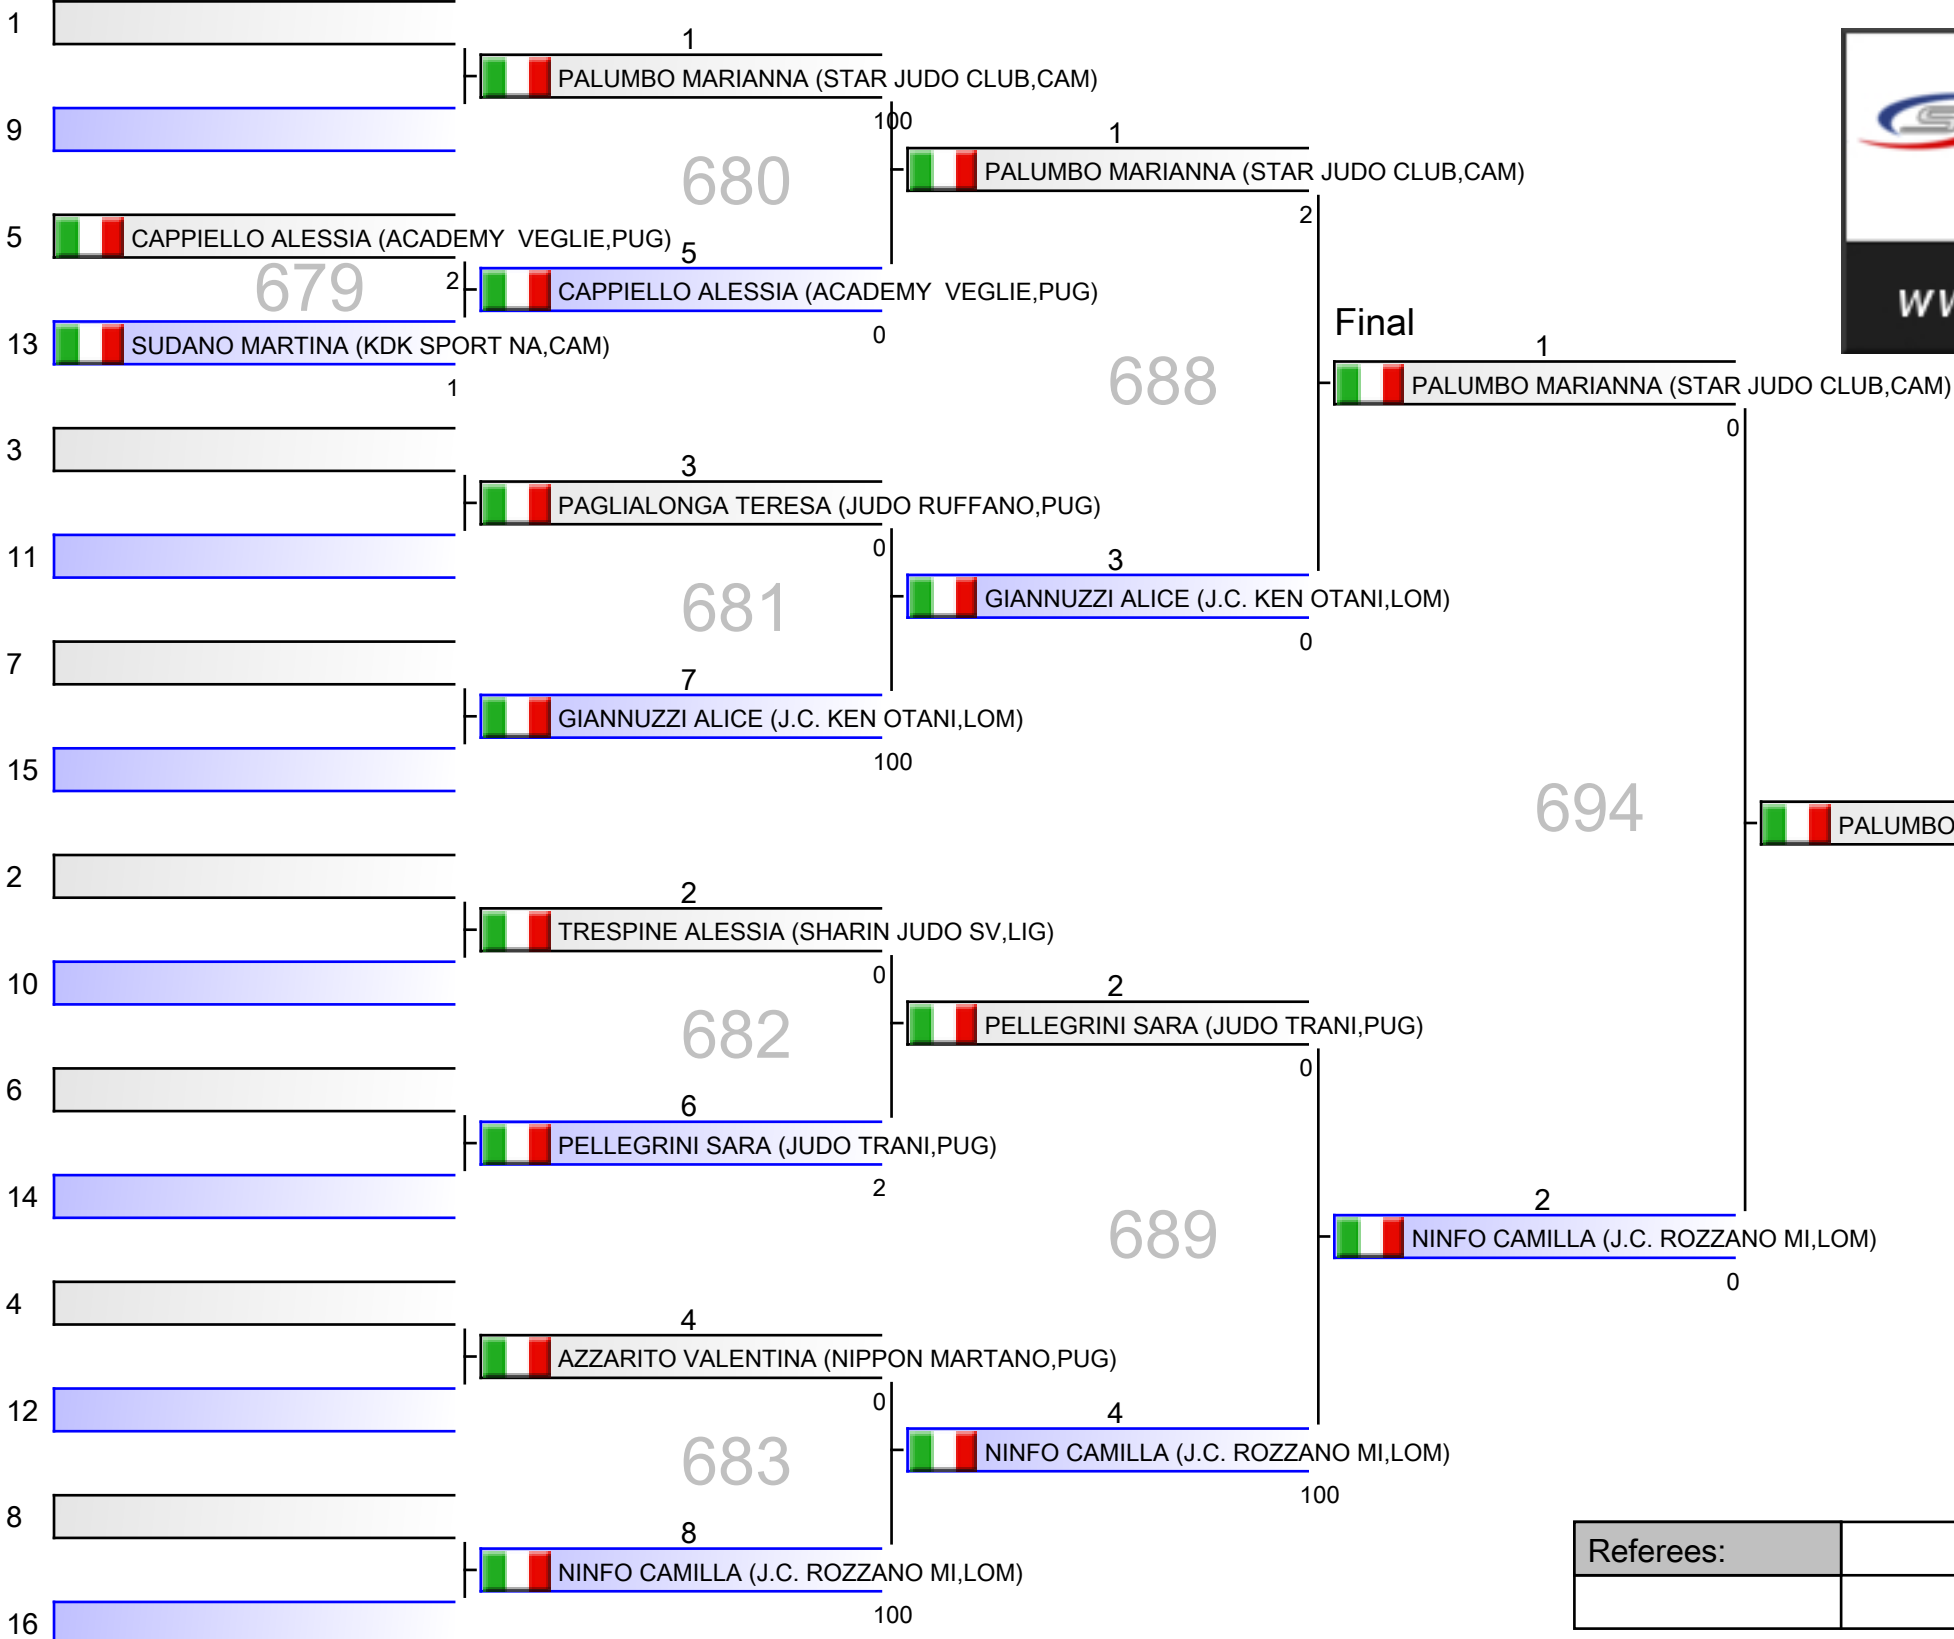 1
1
PALUMBO MARIANNA (STAR JUDO CLUB,CAM)
100
9
1
680
PALUMBO MARIANNA (STAR JUDO CLUB,CAM)
2
5
CAPPIELLO ALESSIA (ACADEMY  VEGLIE,PUG)
5
679
2
CAPPIELLO ALESSIA (ACADEMY  VEGLIE,PUG)
0
13
SUDANO MARTINA (KDK SPORT NA,CAM)
1
Final
1
688
PALUMBO MARIANNA (STAR JUDO CLUB,CAM)
0
3
3
PAGLIALONGA TERESA (JUDO RUFFANO,PUG)
0
11
3
681
GIANNUZZI ALICE (J.C. KEN OTANI,LOM)
0
7
7
GIANNUZZI ALICE (J.C. KEN OTANI,LOM)
100
15
694
PALUMBO
2
2
TRESPINE ALESSIA (SHARIN JUDO SV,LIG)
0
10
2
682
PELLEGRINI SARA (JUDO TRANI,PUG)
0
6
6
PELLEGRINI SARA (JUDO TRANI,PUG)
2
14
2
689
NINFO CAMILLA (J.C. ROZZANO MI,LOM)
0
4
4
AZZARITO VALENTINA (NIPPON MARTANO,PUG)
0
12
4
683
NINFO CAMILLA (J.C. ROZZANO MI,LOM)
100
8
8
NINFO CAMILLA (J.C. ROZZANO MI,LOM)
100
16
Referees: